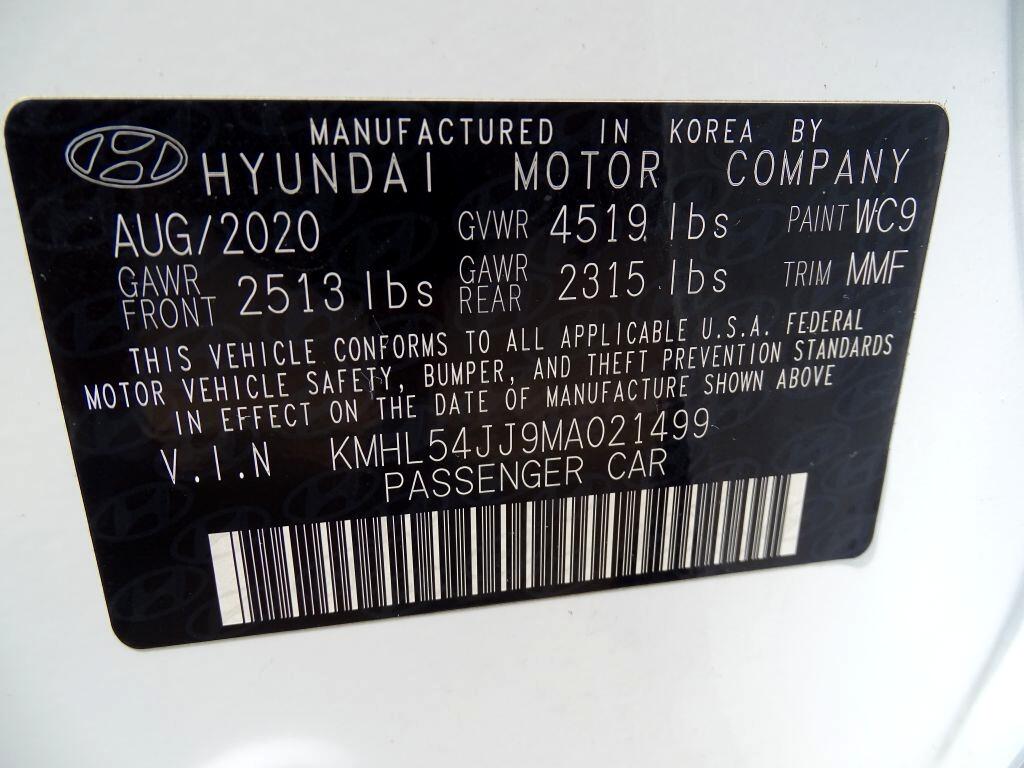 MANUFACTURED IN KOREA BY
HYUNDAI MOTOR COMPANY
AUG/2020 GVWR 4519 lbs PAINT WC9
GAWR FRONT 2513 lbs GAWR REAR 2315 lbs TRIM MMF
THIS VEHICLE CONFORMS TO ALL APPLICABLE U.S.A. FEDERAL
MOTOR VEHICLE SAFETY, BUMPER, AND THEFT PREVENTION STANDARDS
IN EFFECT ON THE DATE OF MANUFACTURE SHOWN ABOVE
V.I.N KMHL54JJ9MA021499
PASSENGER CAR